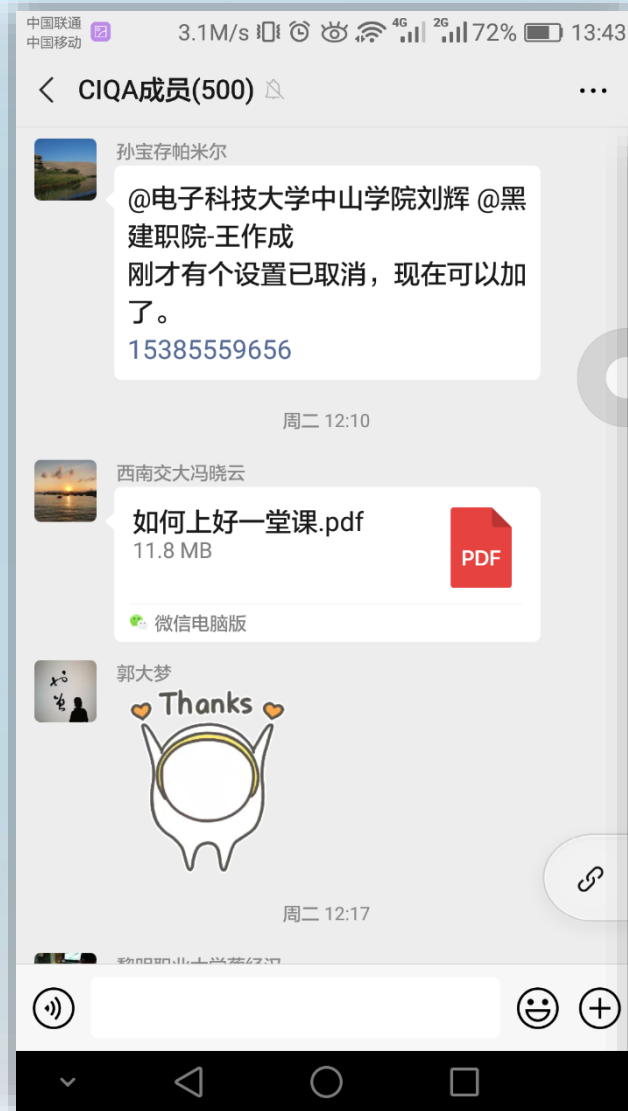 中国联通
中国移动
3.1M/s 4G 2G 72% 13:43
CIQA成员(500)
孙宝存帕米尔
@电子科技大学中山学院刘辉 @黑
建职院-王作成
刚才有个设置已取消，现在可以加
了。
15385559656
周二 12:10
西南交大冯晓云
如何上好一堂课.pdf
11.8 MB
PDF
微信电脑版
郭大梦
Thanks
周二 12:17